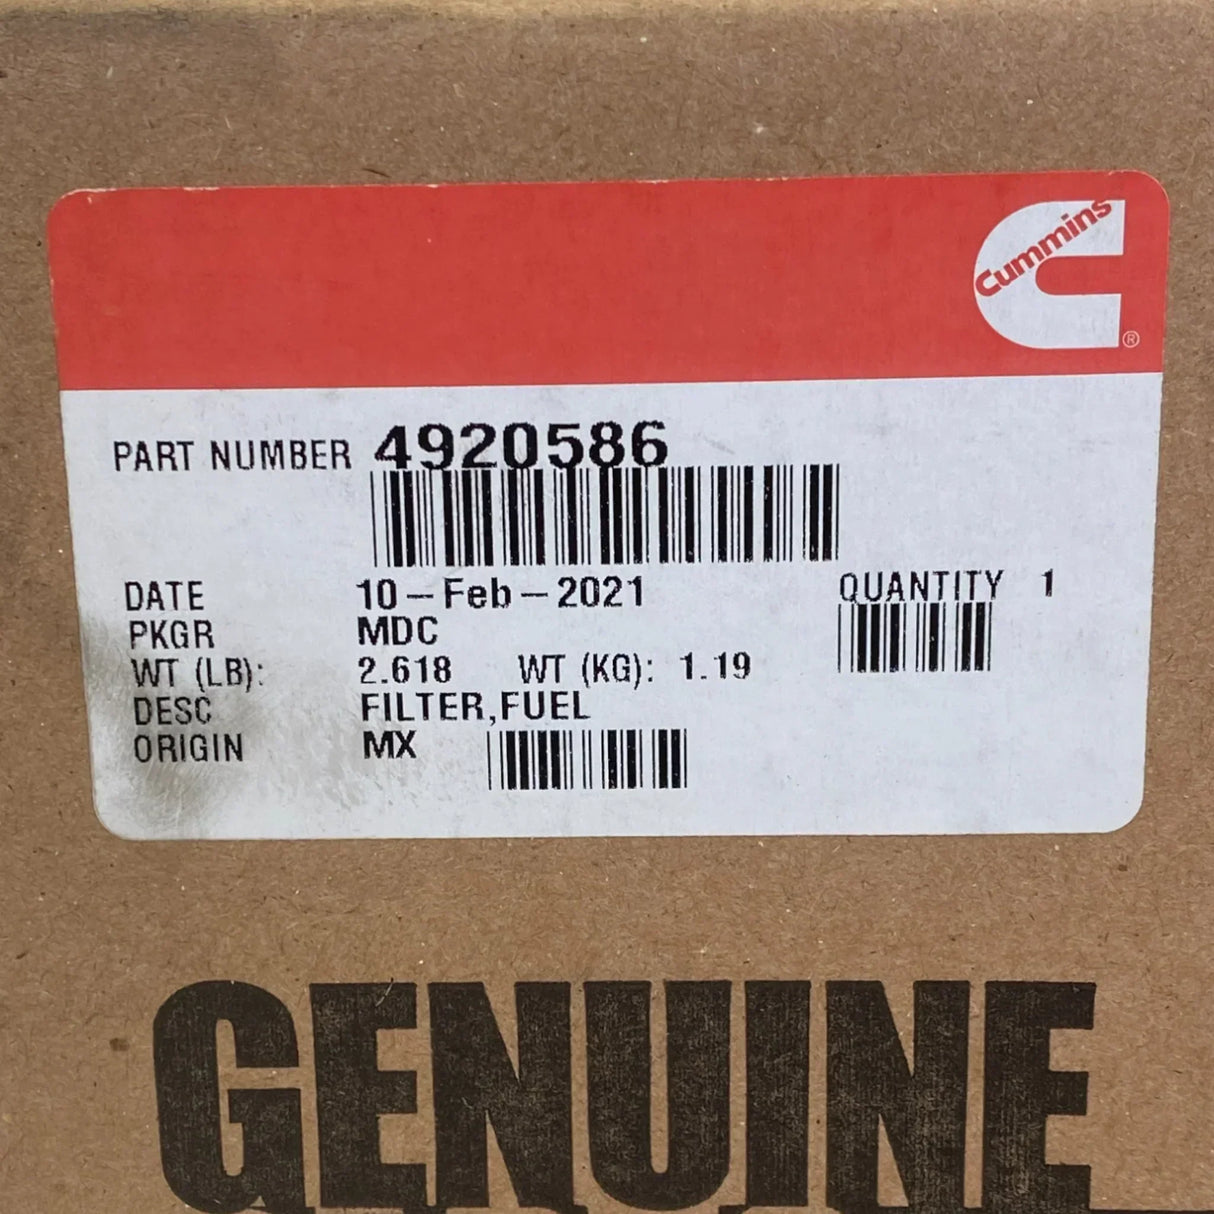 Cummins
®
PART NUMBER 4920586
DATE 10-Feb-2021 QUANTITY 1
PKGR MDC
WT (LB): 2.618 WT (KG): 1.19
DESC FILTER,FUEL
ORIGIN MX
GENUINE